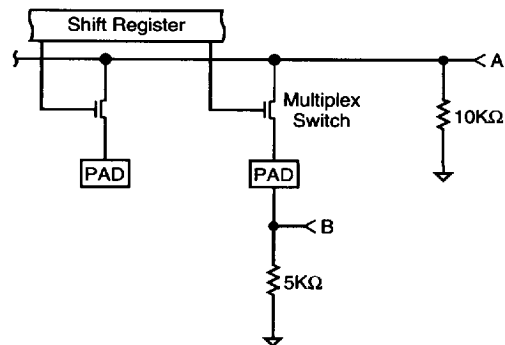 Shift Register
A
Multiplex
Switch
10KΩ
PAD
PAD
B
5KΩ